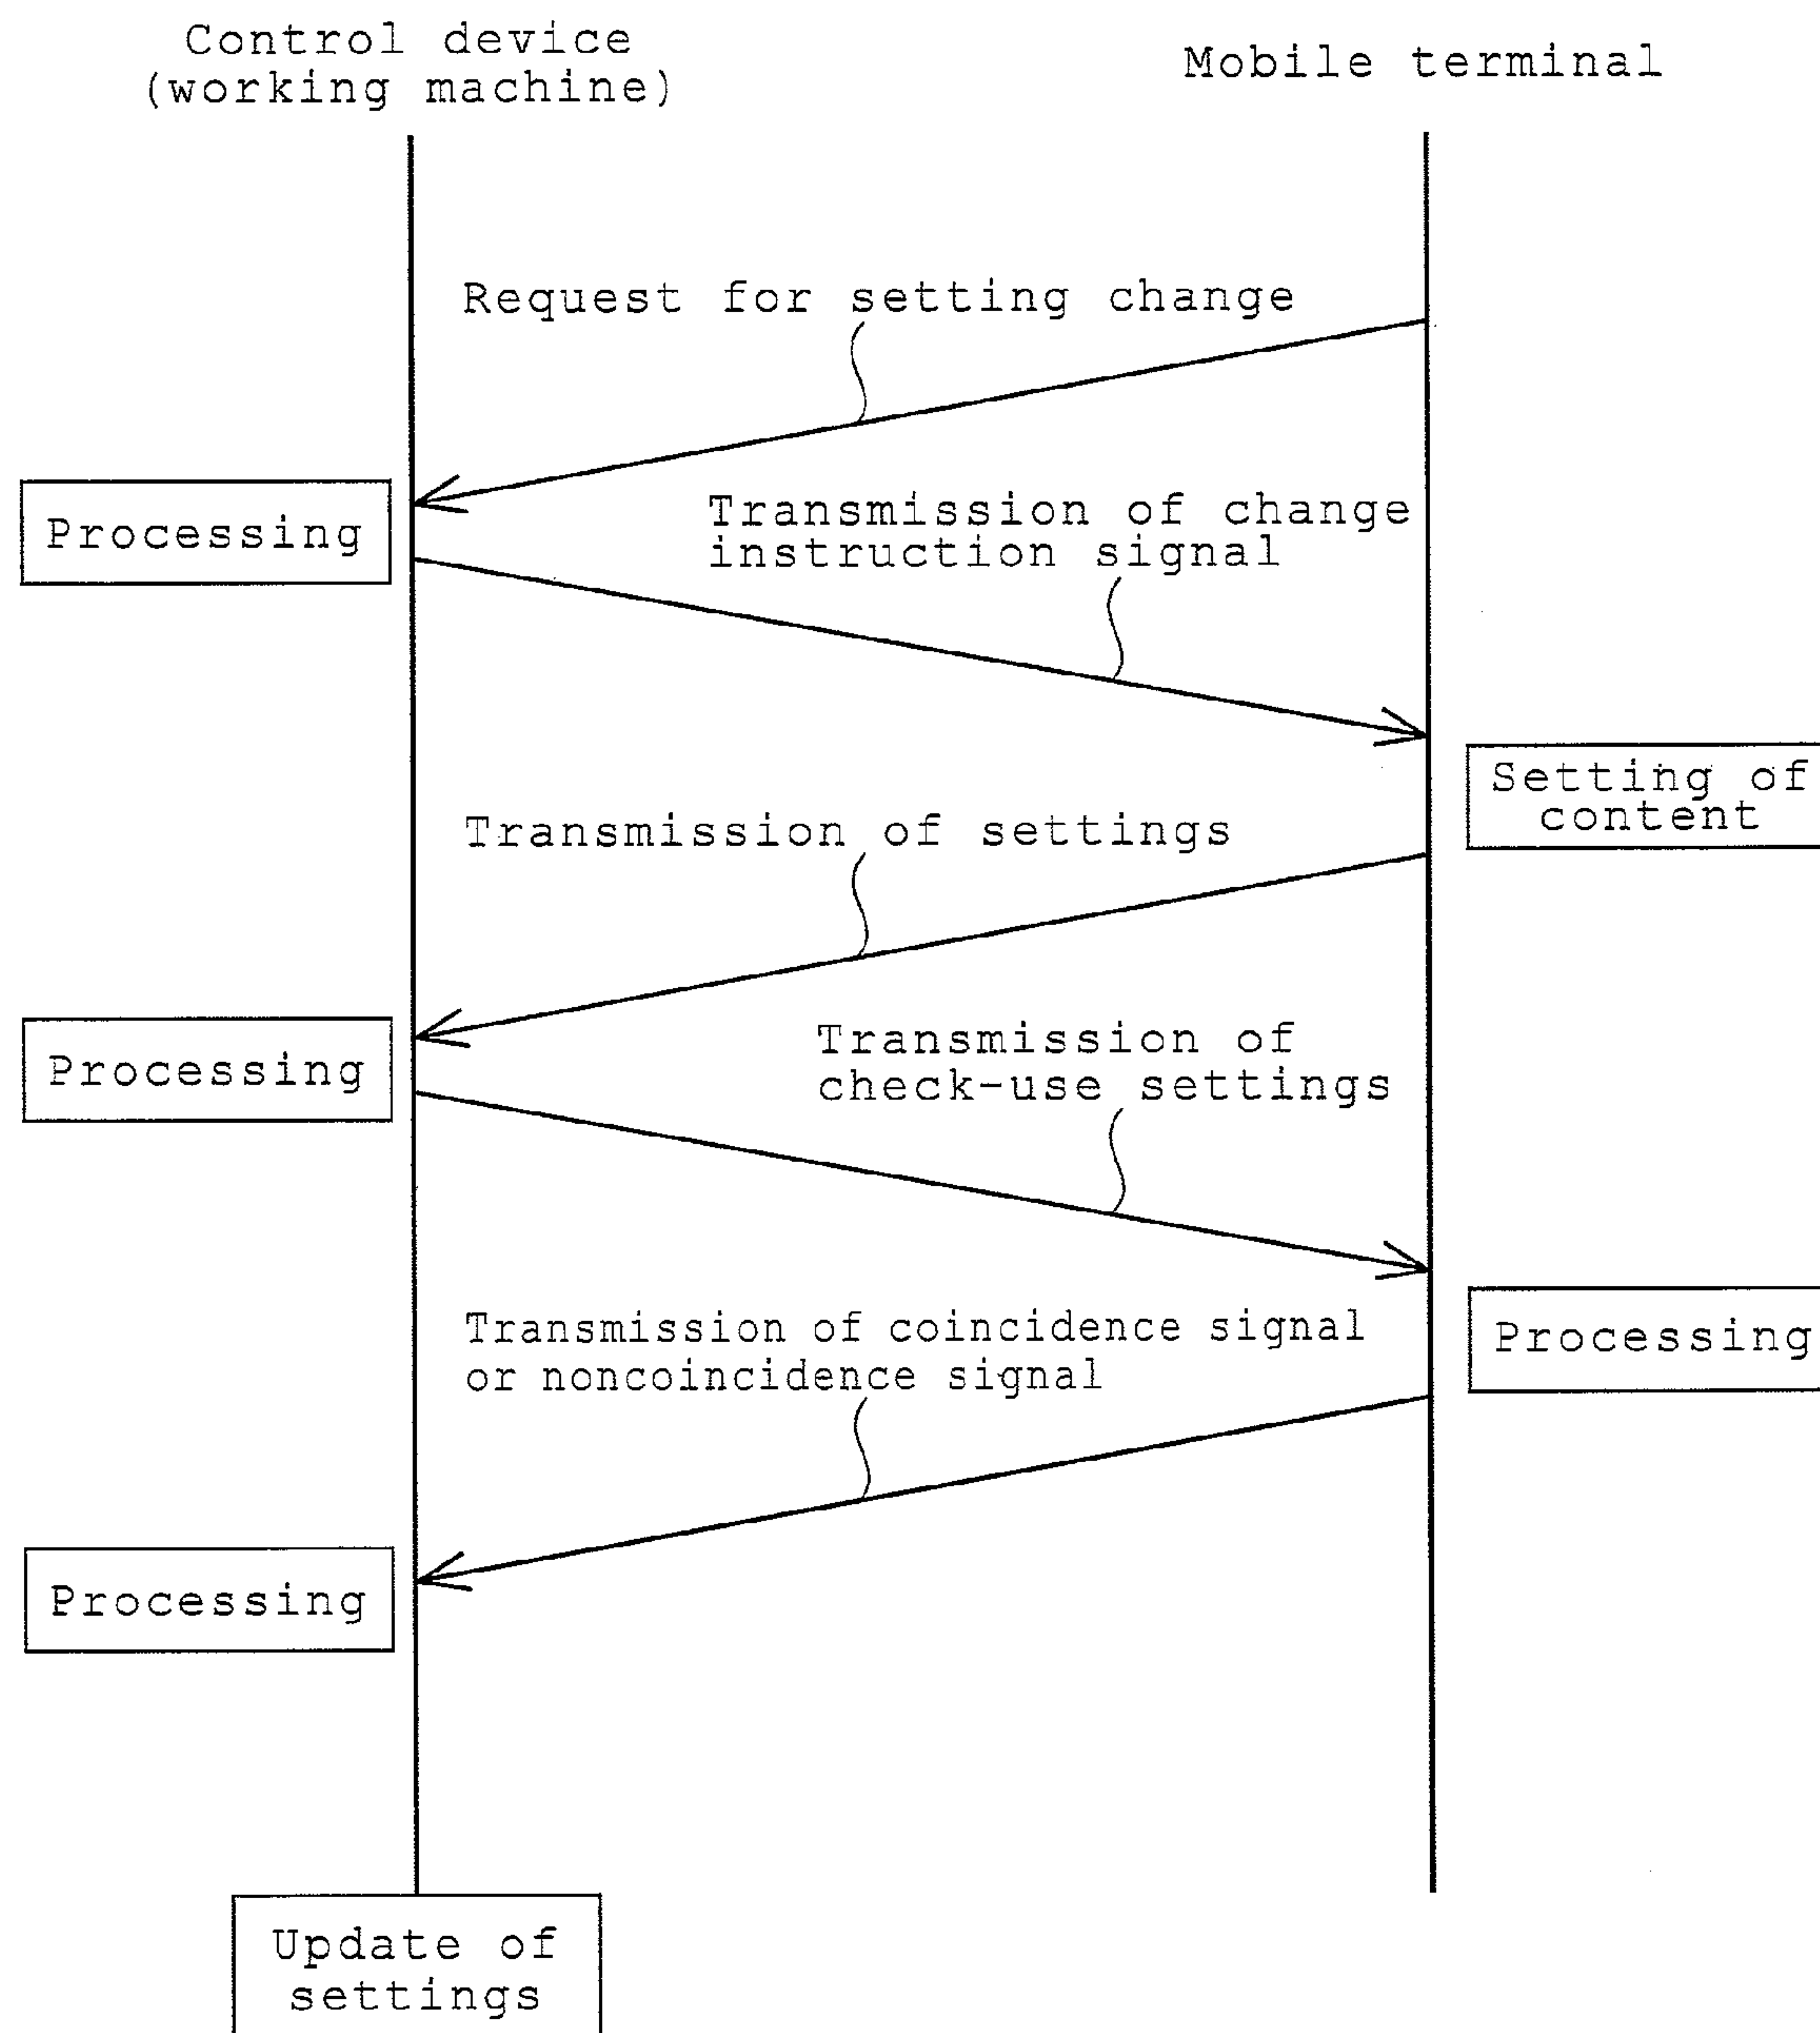 Control device
(working machine)
Mobile terminal
Request for setting change
Processing
Transmission of change
instruction signal
Setting of
content
Transmission of settings
Processing
Transmission of
check-use settings
Transmission of coincidence signal
or noncoincidence signal
Processing
Processing
Update of
settings